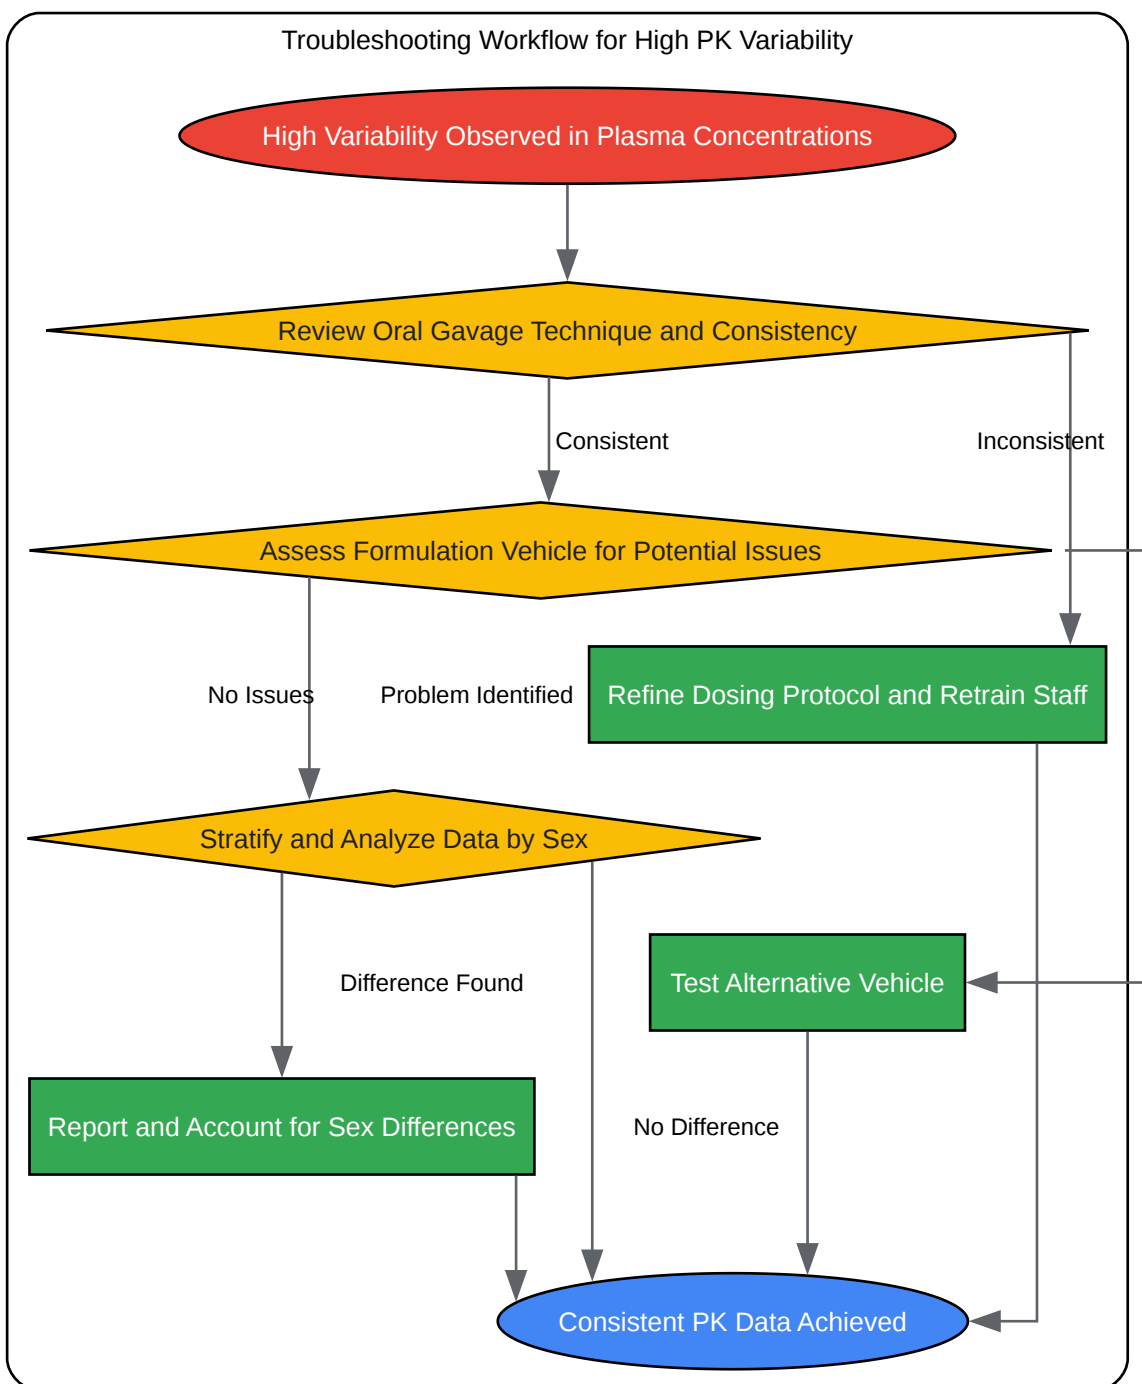 Troubleshooting Workflow for High PK Variability
High Variability Observed in Plasma Concentrations
Review Oral Gavage Technique and Consistency
Consistent
Inconsistent
Assess Formulation Vehicle for Potential Issues
No Issues
Problem Identified
Refine Dosing Protocol and Retrain Staff
Stratify and Analyze Data by Sex
Difference Found
Test Alternative Vehicle
Report and Account for Sex Differences
No Difference
Consistent PK Data Achieved